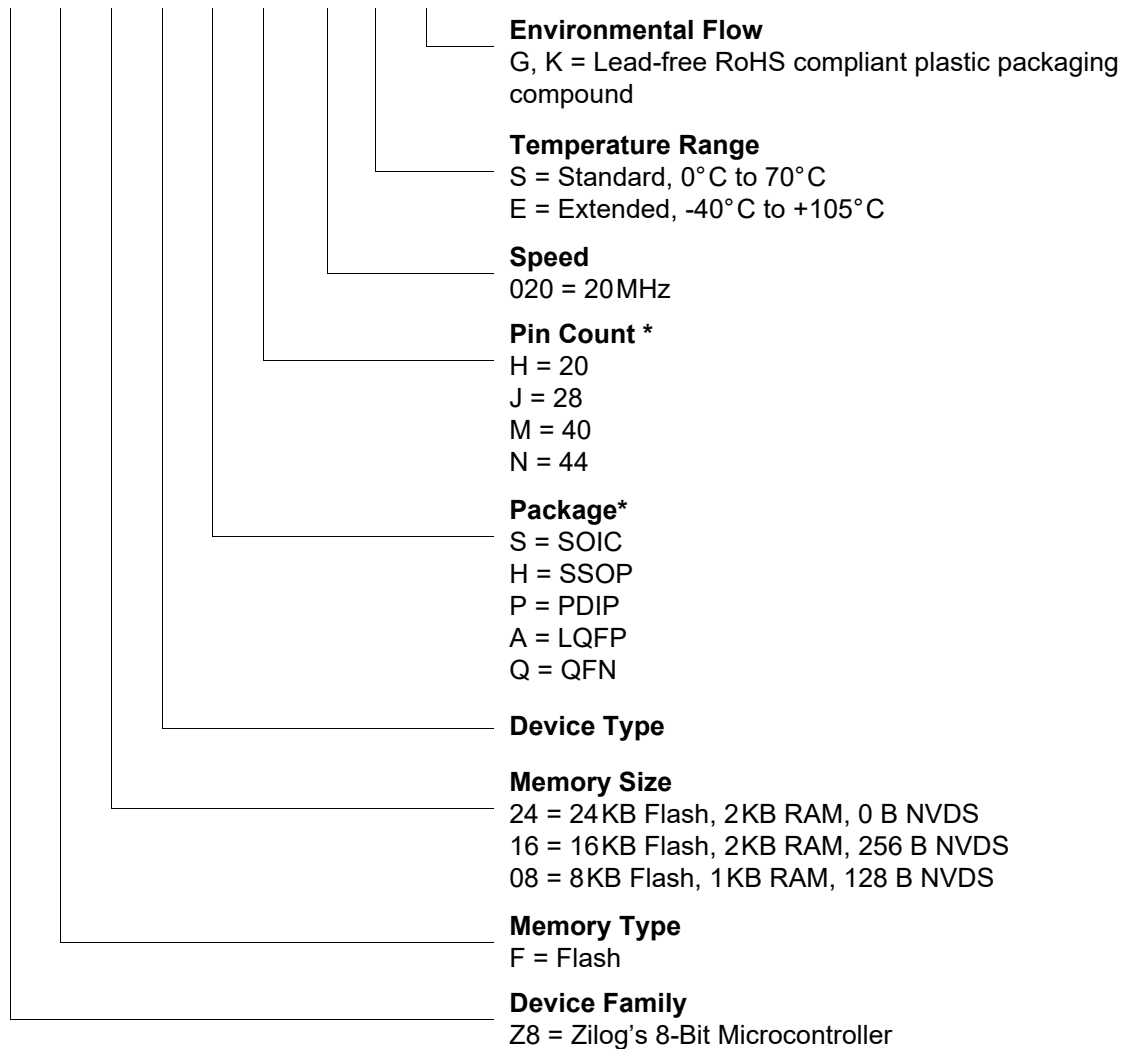 Environmental Flow
G, K = Lead-free RoHS compliant plastic packaging
compound
Temperature Range
S = Standard, 0°C to 70°C
E = Extended, -40°C to +105°C
Speed
020 = 20MHz
Pin Count *
H = 20
J = 28
M = 40
N = 44
Package*
S = SOIC
H = SSOP
P = PDIP
A = LQFP
Q = QFN
Device Type
Memory Size
24 = 24KB Flash, 2KB RAM, 0 B NVDS
16 = 16KB Flash, 2KB RAM, 256 B NVDS
08 = 8KB Flash, 1KB RAM, 128 B NVDS
Memory Type
F = Flash
Device Family
Z8 = Zilog's 8-Bit Microcontroller